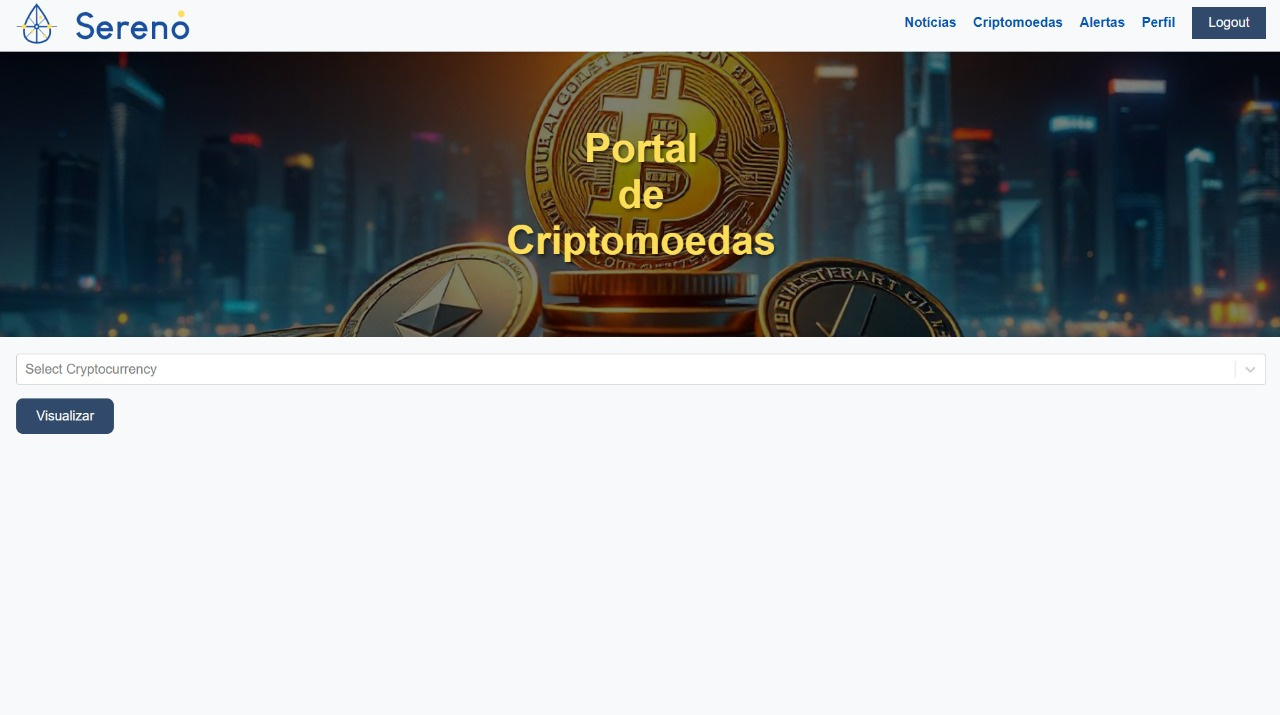 Sereno
Notícias
Criptomoedas
Alertas
Perfil
Logout
Portal
de
Criptomoedas
Select Cryptocurrency
Visualizar